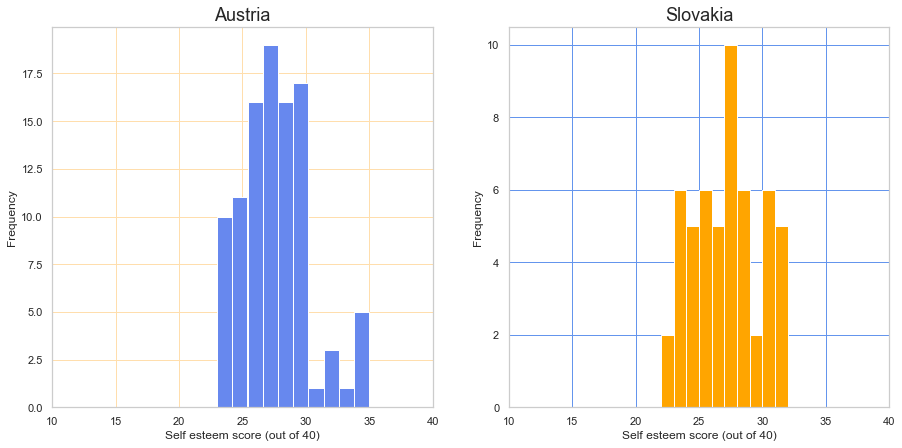 Austria
17.5
15.0
12.5
10.0
7.5
5.0
2.5
0.0
Frequency
10 15 20 25 30 35 40
Self esteem score (out of 40)
Slovakia
10
8
6
4
2
0
Frequency
10 15 20 25 30 35 40
Self esteem score (out of 40)